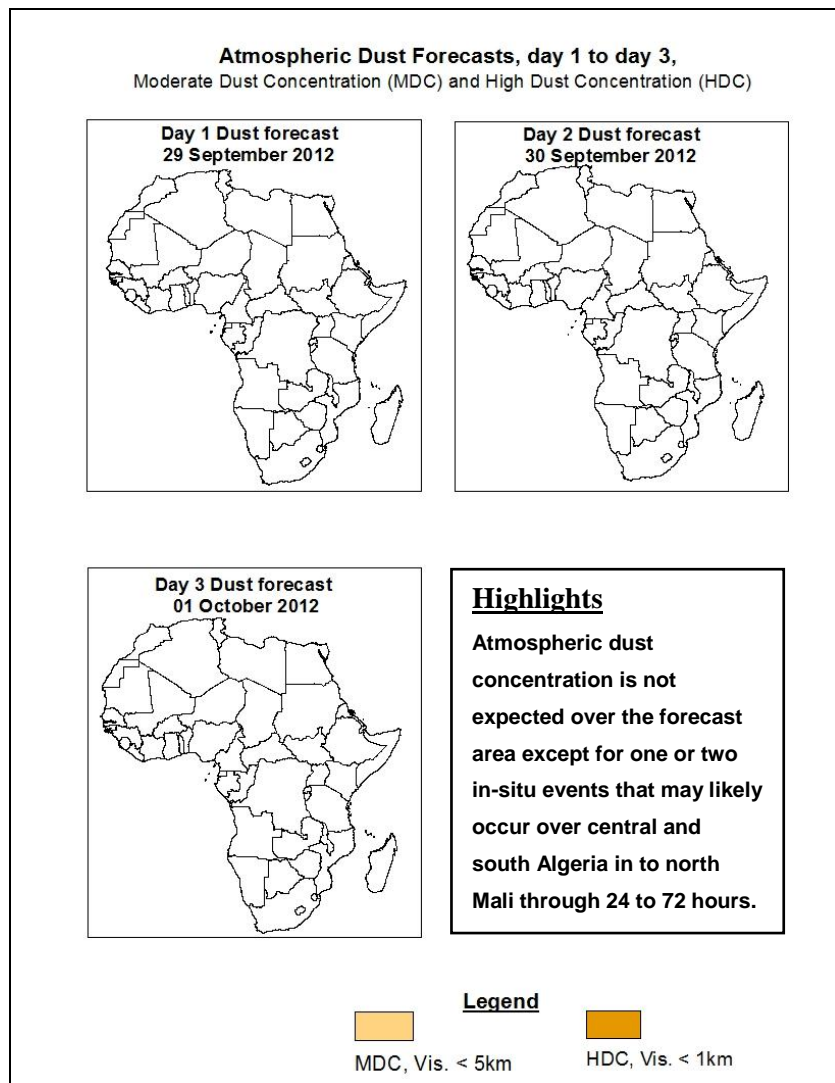 Atmospheric Dust Forecasts, day 1 to day 3,
Moderate Dust Concentration (MDC) and High Dust Concentration (HDC)
Day 1 Dust forecast
29 September 2012
Day 2 Dust forecast
30 September 2012
Day 3 Dust forecast
01 October 2012
Highlights
Atmospheric dust
concentration is not
expected over the forecast
area except for one or two
in-situ events that may likely
occur over central and
south Algeria in to north
Mali through 24 to 72 hours.
Legend
MDC, Vis. < 5km
HDC, Vis. < 1km